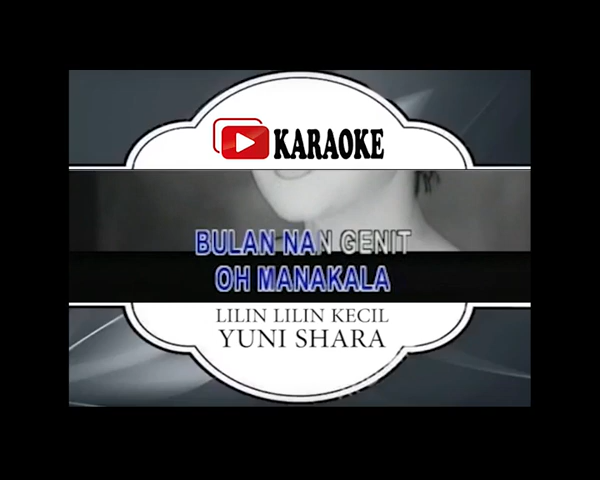 KARAOKE
BULAN NAN GENIT
OH MANAKALA
LILIN LILIN KECIL
YUNI SHARA